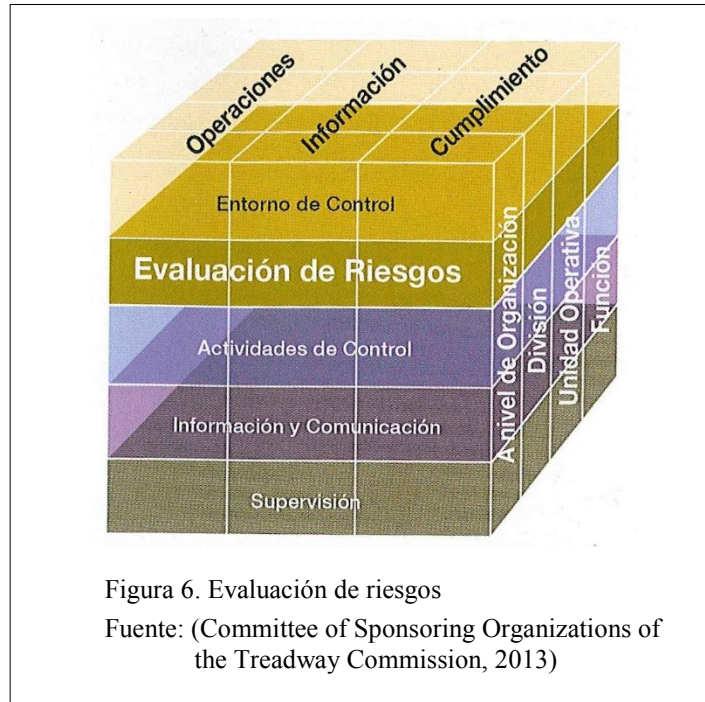 Operaciones
Información
Cumplimiento
Entorno de Control
Evaluación de Riesgos
Actividades de Control
Información y Comunicación
Supervisión
A nivel de Organización
División
Unidad Operativa
Función
Figura 6. Evaluación de riesgos
Fuente: (Committee of Sponsoring Organizations of
the Treadway Commission, 2013)